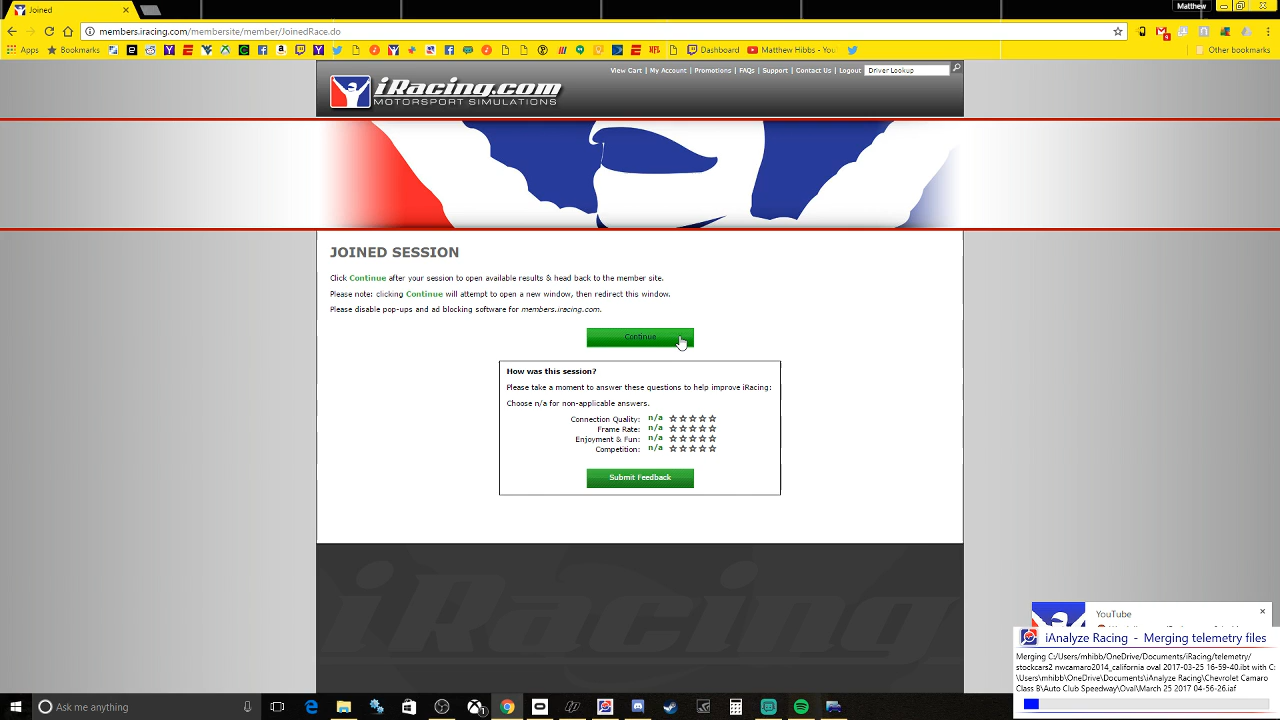 Matthew
Joined
members.iracing.com/membersite/member/JoinedRace.do
Apps
Bookmarks
Dashboard
Matthew Hibbs - You
Other bookmarks
View Cart | My Account | Promotions | FAQs | Support | Contact Us | Logout
Driver Lookup
iRacing.com
MOTORSPORT SIMULATIONS
JOINED SESSION
Click Continue after your session to open available results & head back to the member site.
Please note: clicking Continue will attempt to open a new window, then redirect this window.
Please disable pop-ups and ad blocking software for members.iracing.com.
Continue
How was this session?
Please take a moment to answer these questions to help improve iRacing:
Choose n/a for non-applicable answers.
Connection Quality: n/a
Frame Rate: n/a
Enjoyment & Fun: n/a
Competition: n/a
Submit Feedback
iRacing
YouTube
iAnalyze Racing - Merging telemetry files
Merging C:/Users/mhibb/OneDrive/Documents/iRacing/telemetry/
stockcars2 nwcamaro2014_california oval 2017-03-25 16-59-40.ibt with C:
\Users\mhibb\OneDrive\Documents\iAnalyze Racing\Chevrolet Camaro
Class B\Auto Club Speedway\Oval\March 25 2017 04-56-26.iaf
Ask me anything